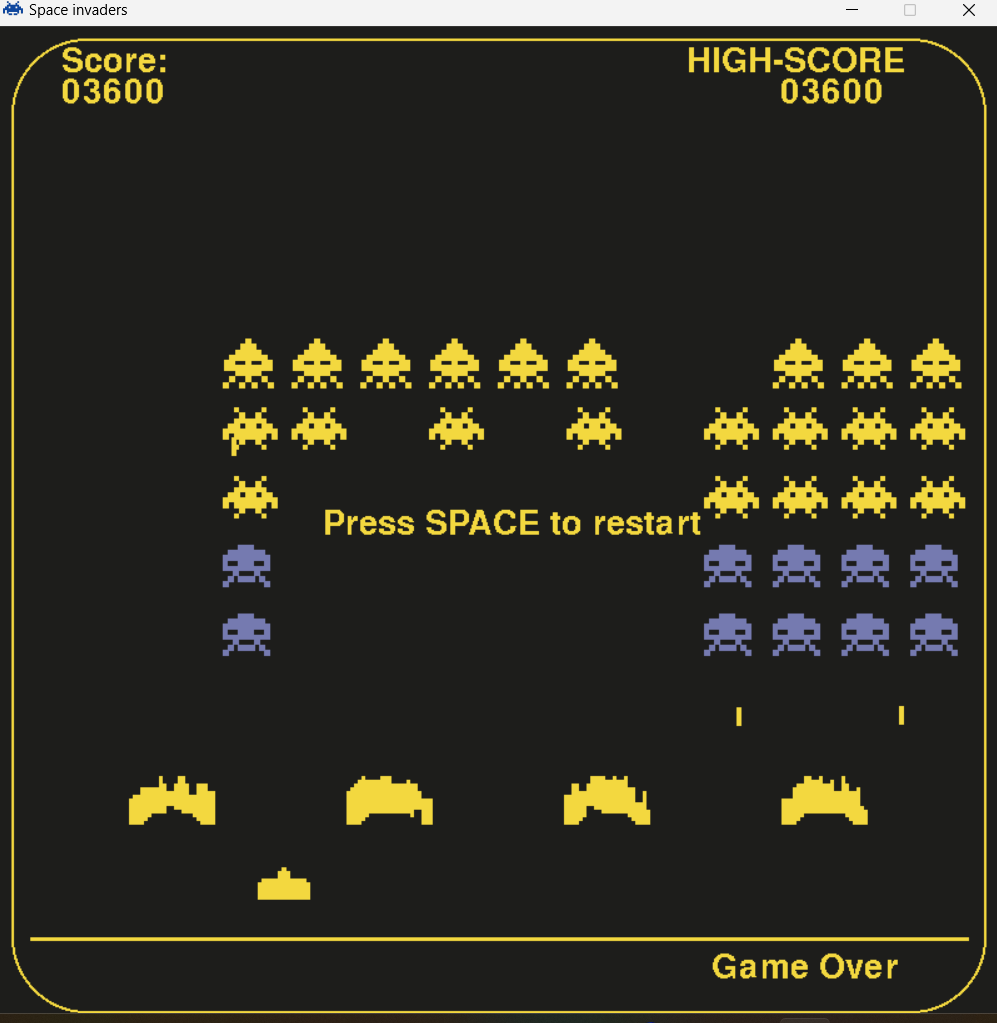 Space invaders
Score:
03600
HIGH-SCORE
03600
Press SPACE to restart
Game Over